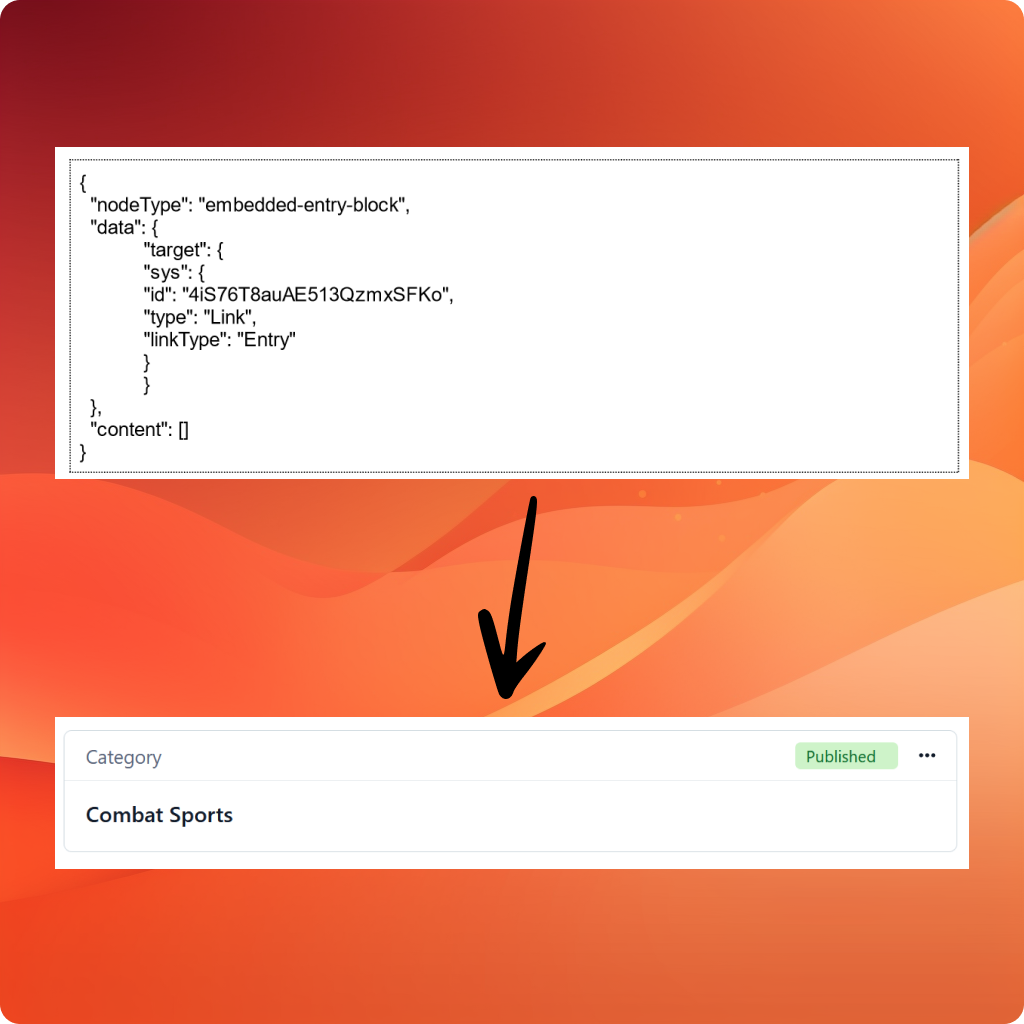 {
"nodeType": "embedded-entry-block",
"data": {
"target": {
"sys": {
"id": "4iS76T8auAE513QzmxSFKo",
"type": "Link",
"linkType": "Entry"
}
}
},
"content": []
}
Category Published •••
Combat Sports